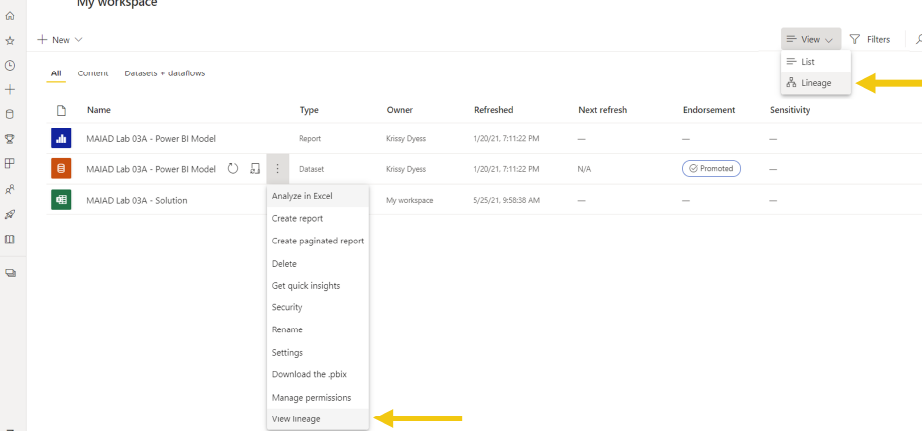 My workspace
New
View
Filters
List
Lineage
All Content Datasets + dataflows
Name Type Owner Refreshed Next refresh Endorsement Sensitivity
MAIAD Lab 03A - Power BI Model Report Krissy Dyess 1/20/21, 7:11:22 PM — — —
MAIAD Lab 03A - Power BI Model Dataset Krissy Dyess 1/20/21, 7:11:22 PM N/A Promoted —
MAIAD Lab 03A - Solution My workspace 5/25/21, 9:58:38 AM — — —
Analyze in Excel
Create report
Create paginated report
Delete
Get quick insights
Security
Rename
Settings
Download the .pbix
Manage permissions
View lineage